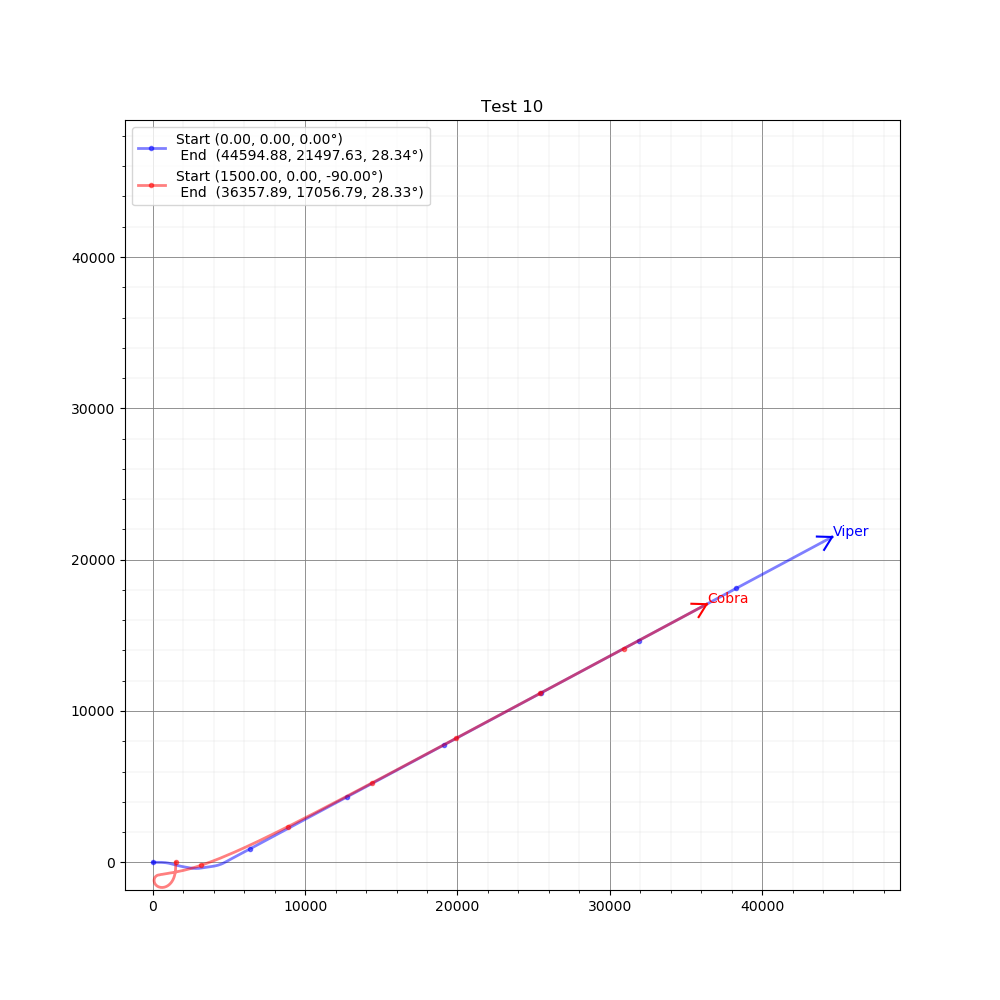 Test 10
Start (0.00, 0.00, 0.00°)
End (44594.88, 21497.63, 28.34°)
Start (1500.00, 0.00, -90.00°)
End (36357.89, 17056.79, 28.33°)
40000
30000
Viper
20000
Cobra
10000
0
0 10000 20000 30000 40000